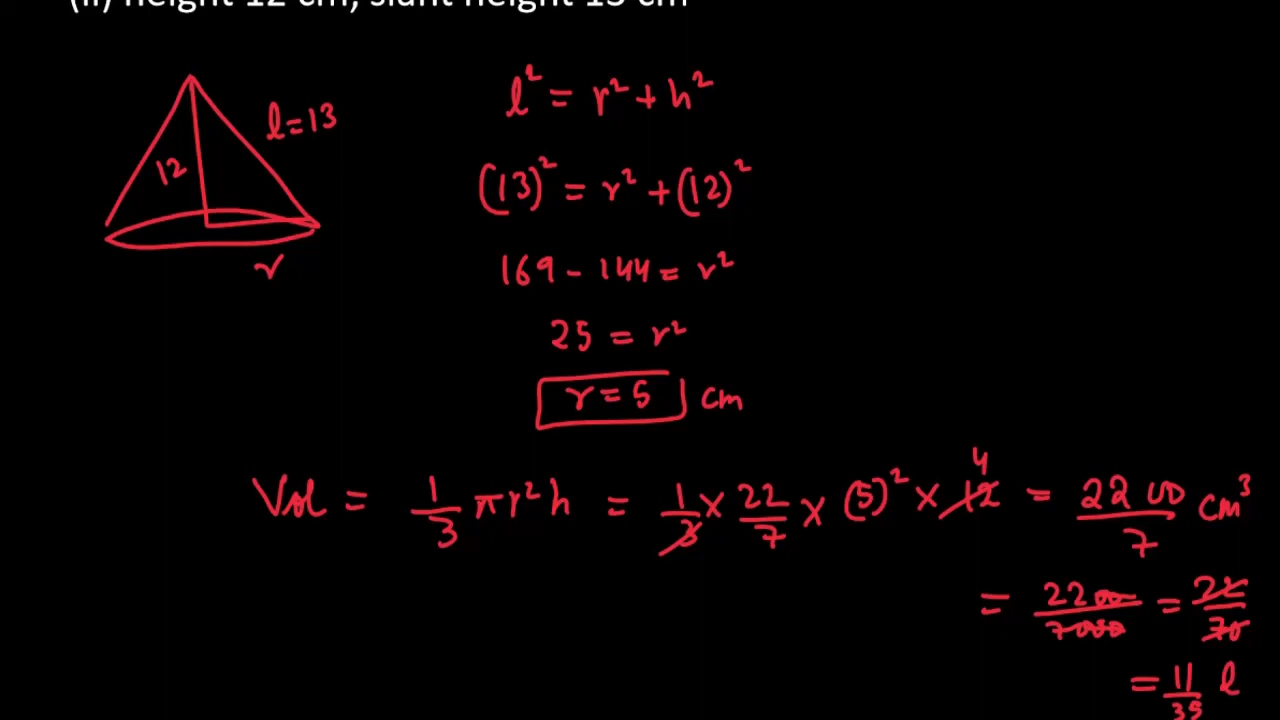 (ii) height 12 cm, slant height 13 cm
l=13
12
r
l² = r² + h²
(13)² = r² + (12)²
169 - 144 = r²
25 = r²
r = 5 cm
Vol = 1/3 πr²h = 1/3 × 22/7 × (5)² × 12 4 = 2200/7 cm³
= 2200/7000 = 22/70
= 11/35 l